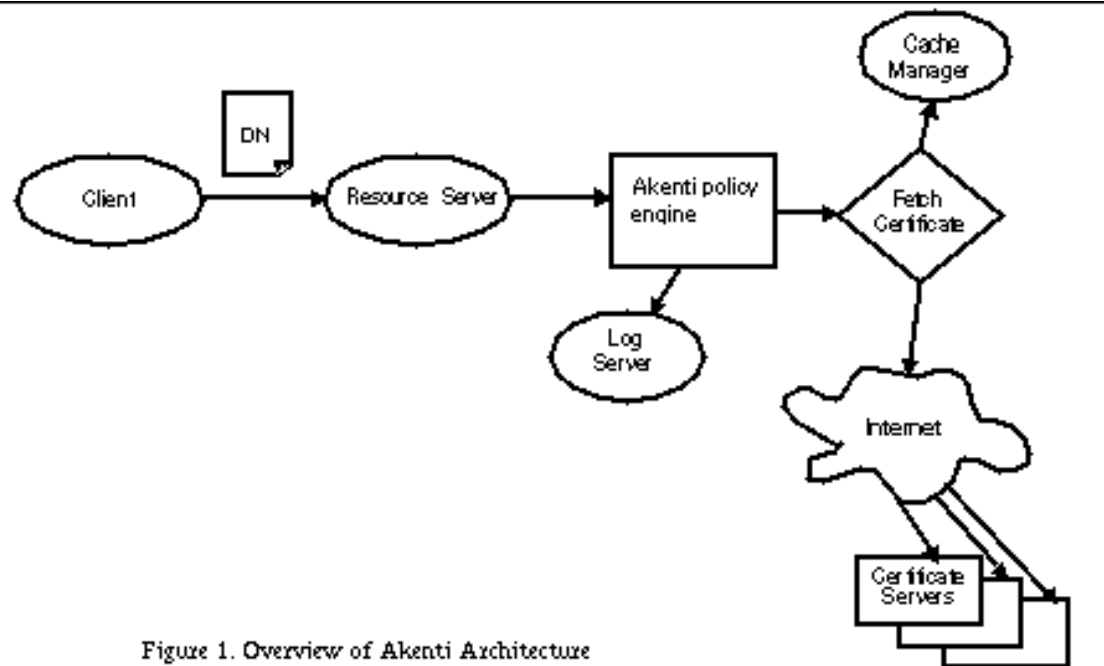 Cache
Manager
DN
Client
Resource Server
Akenti policy
engine
Fetch
Certificate
Log
Server
Internet
Certificate
Servers
Figure 1. Overview of Akenti Architecture